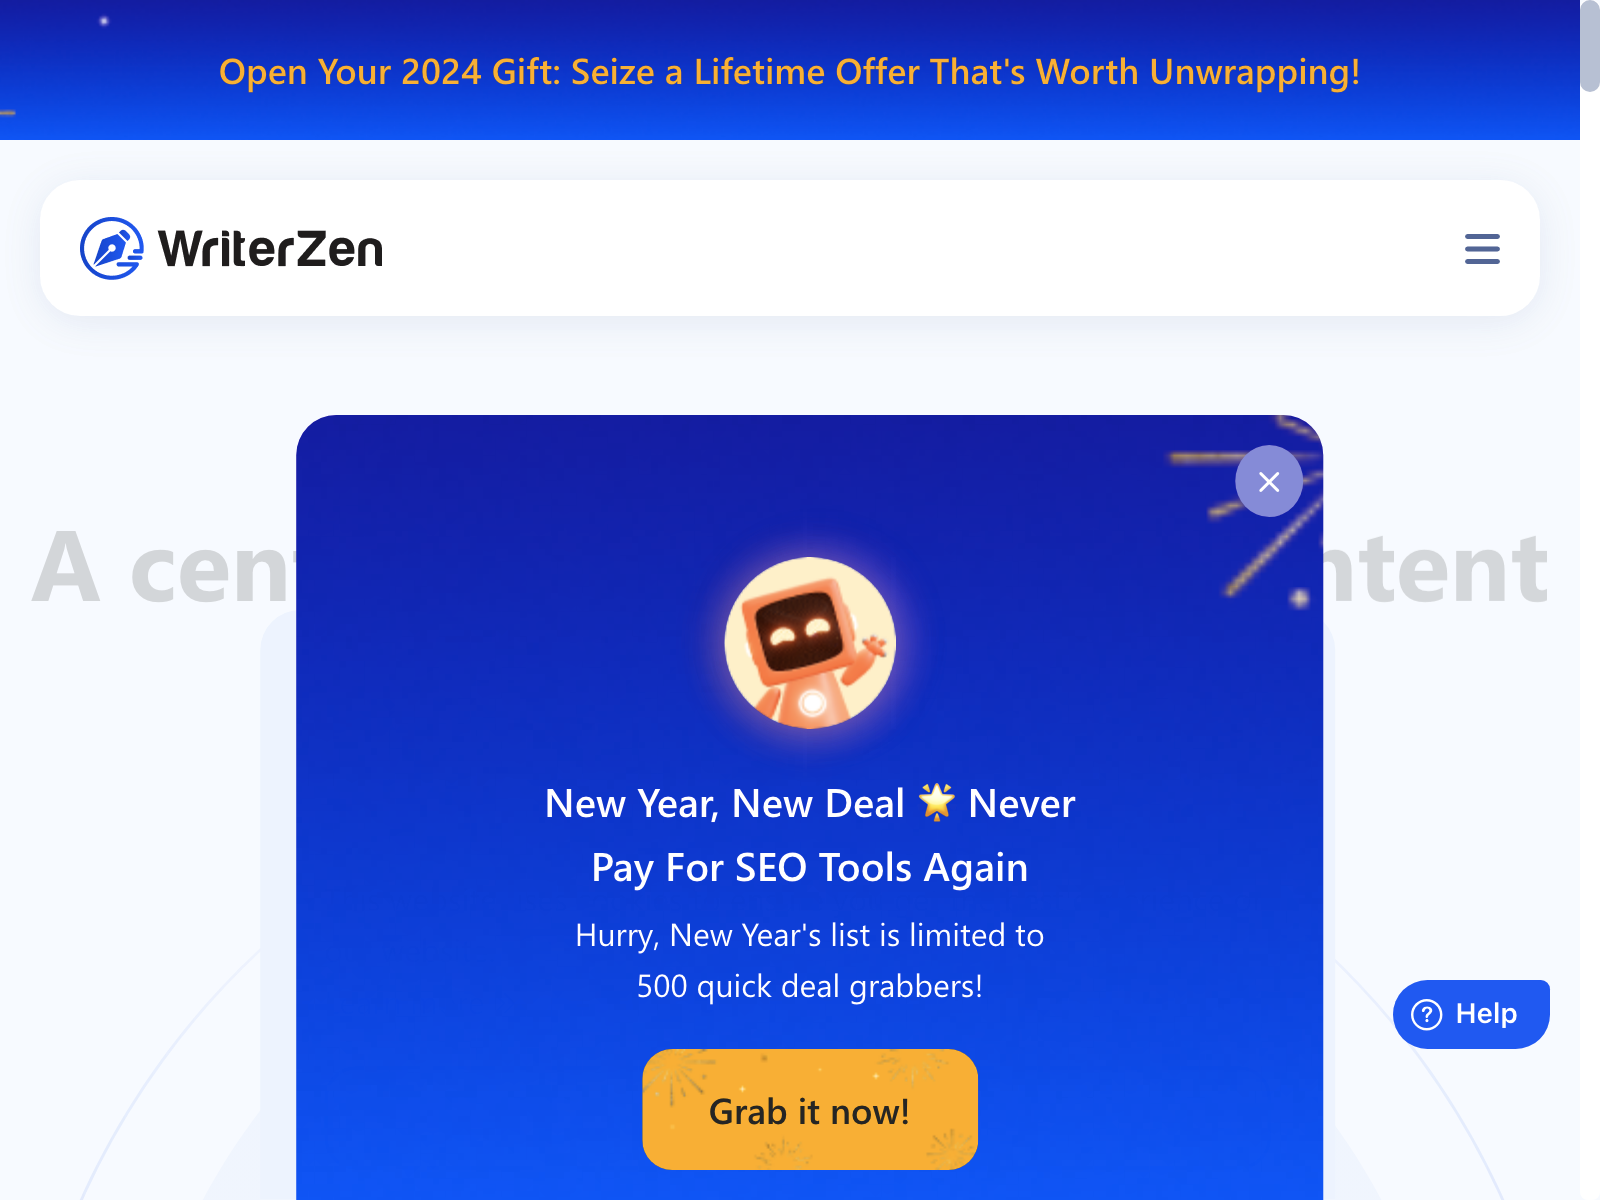 Open Your 2024 Gift: Seize a Lifetime Offer That's Worth Unwrapping!
WriterZen
A cen
ntent
New Year, New Deal 🌟 Never
Pay For SEO Tools Again
Hurry, New Year's list is limited to
500 quick deal grabbers!
? Help
Grab it now!